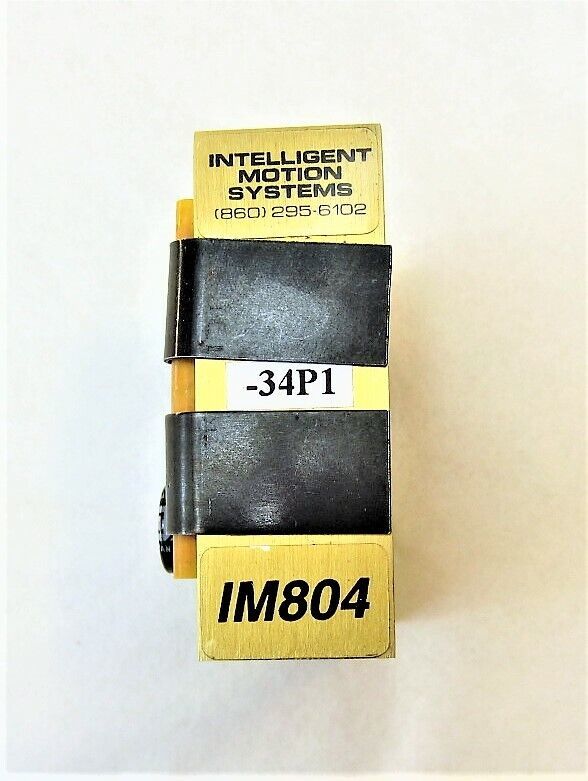 INTELLIGENT
MOTION
SYSTEMS
(860) 295-6102
-34P1
IM804